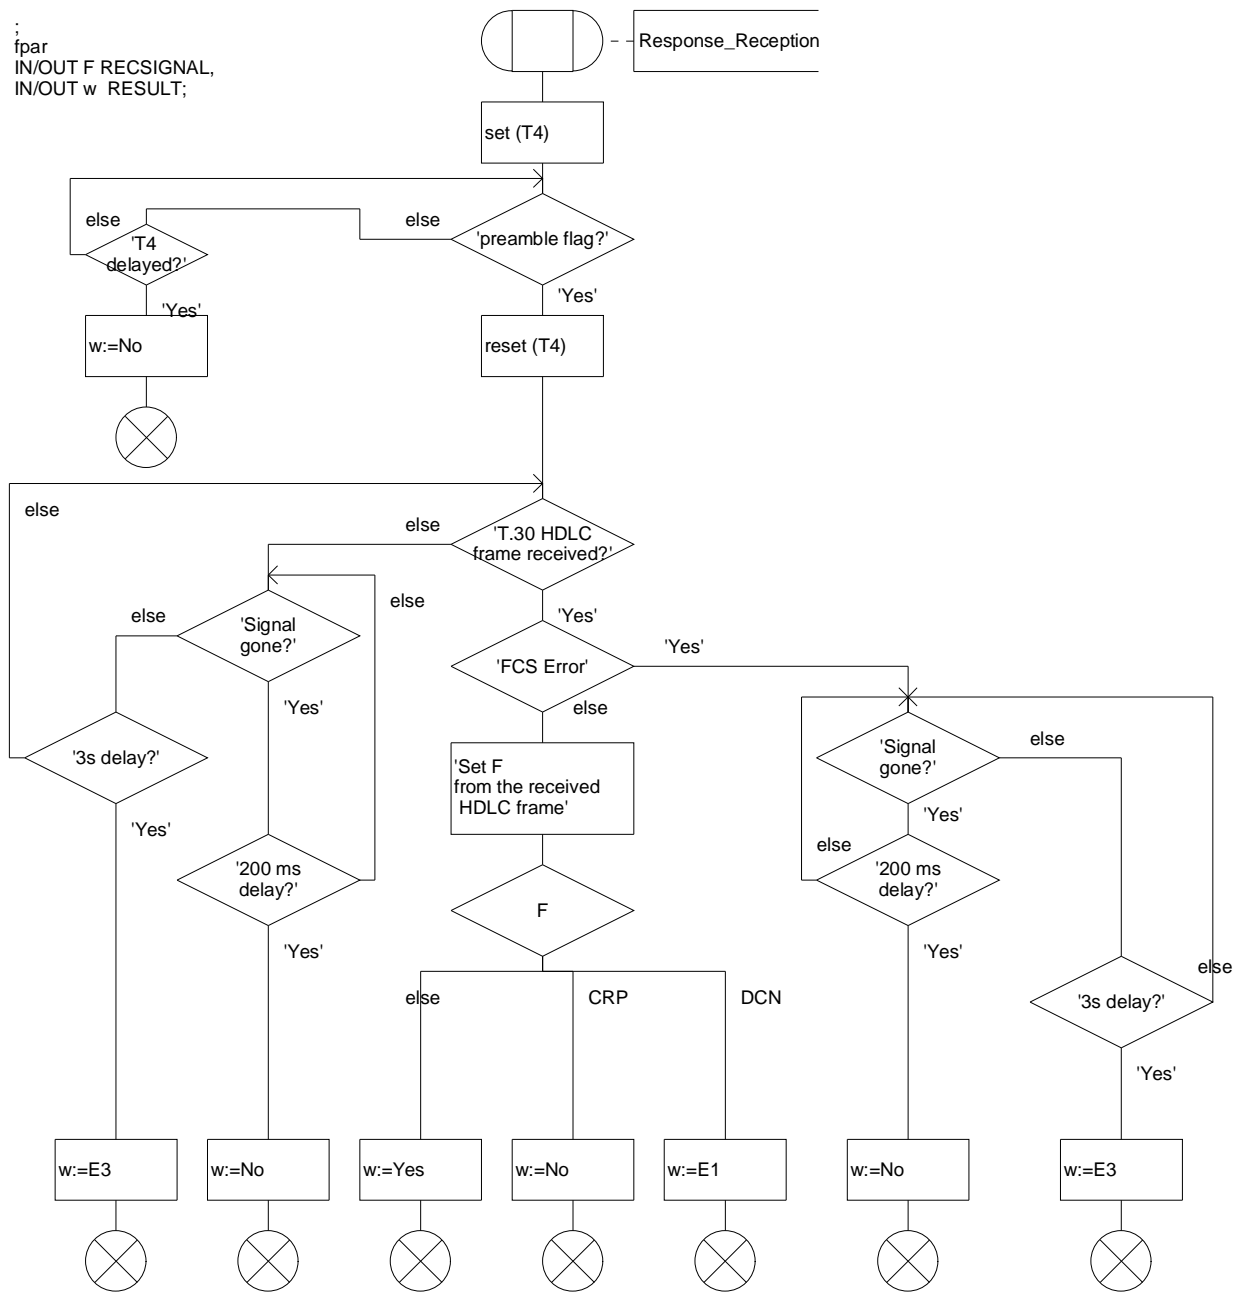 ;
fpar
IN/OUT F RECSIGNAL,
IN/OUT w  RESULT;
Response_Reception
set (T4)
else
else
'T4
delayed?'
'preamble flag?'
'Yes'
'Yes'
w:=No
reset (T4)
else
else
'T.30 HDLC
frame received?'
else
else
'Signal
gone?'
'Yes'
'Yes'
'FCS Error'
'Yes'
else
'3s delay?'
'Set F
from the received
HDLC frame'
'Signal
gone?'
else
'Yes'
'Yes'
else
'200 ms
delay?'
'200 ms
delay?'
F
'Yes'
'Yes'
else
else
CRP
DCN
'3s delay?'
'Yes'
w:=E3
w:=No
w:=Yes
w:=No
w:=E1
w:=No
w:=E3